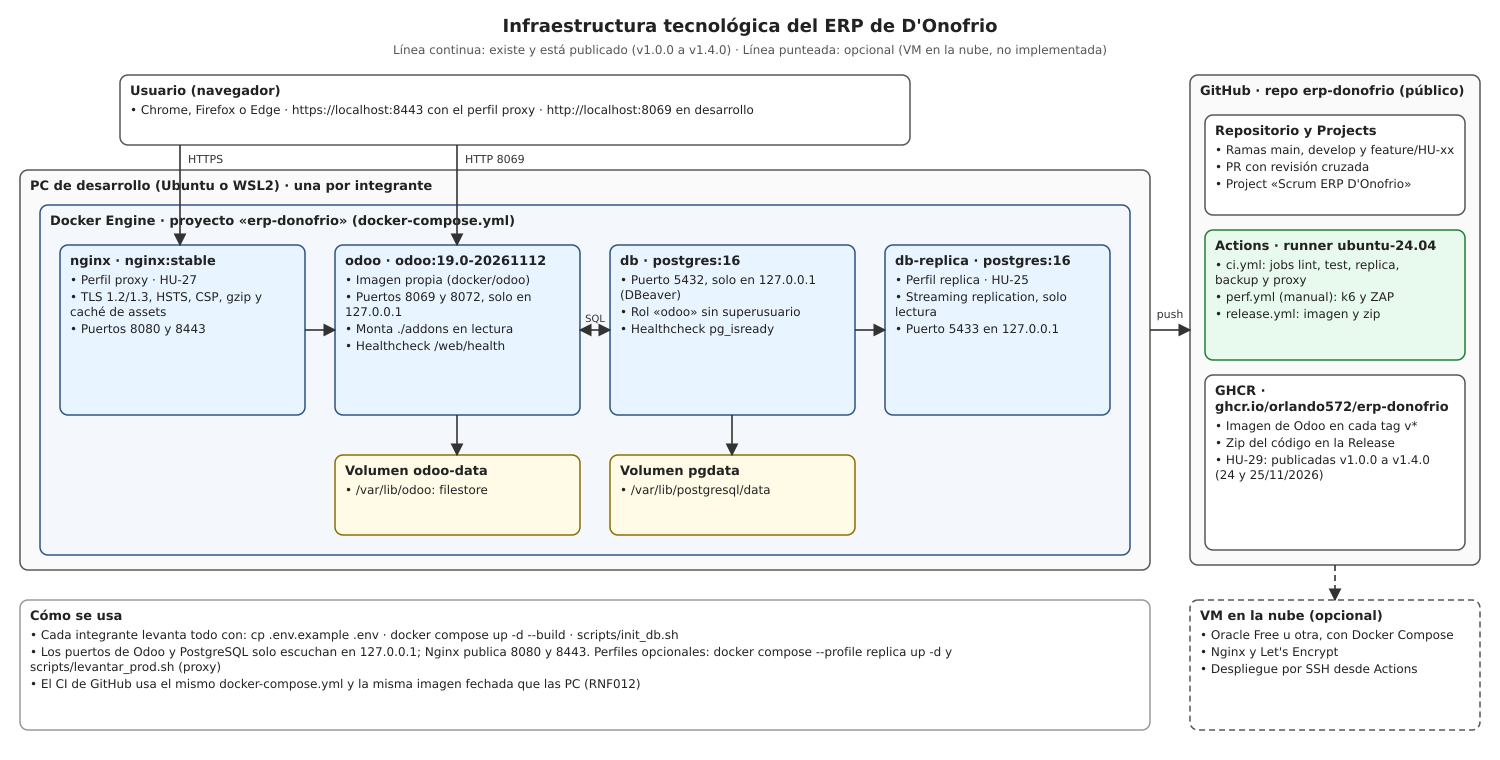 Infraestructura tecnológica del ERP de D'Onofrio
Línea continua: existe y está publicado (v1.0.0 a v1.4.0) · Línea punteada: opcional (VM en la nube, no implementada)
Usuario (navegador)
• Chrome, Firefox o Edge · https://localhost:8443 con el perfil proxy · http://localhost:8069 en desarrollo
HTTPS
HTTP 8069
PC de desarrollo (Ubuntu o WSL2) · una por integrante
Docker Engine · proyecto «erp-donofrio» (docker-compose.yml)
nginx · nginx:stable
• Perfil proxy · HU-27
• TLS 1.2/1.3, HSTS, CSP, gzip y
caché de assets
• Puertos 8080 y 8443
odoo · odoo:19.0-20261112
• Imagen propia (docker/odoo)
• Puertos 8069 y 8072, solo en
127.0.0.1
• Monta ./addons en lectura
• Healthcheck /web/health
SQL
db · postgres:16
• Puerto 5432, solo en 127.0.0.1
(DBeaver)
• Rol «odoo» sin superusuario
• Healthcheck pg_isready
db-replica · postgres:16
• Perfil replica · HU-25
• Streaming replication, solo
lectura
• Puerto 5433 en 127.0.0.1
Volumen odoo-data
• /var/lib/odoo: filestore
Volumen pgdata
• /var/lib/postgresql/data
push
GitHub · repo erp-donofrio (público)
Repositorio y Projects
• Ramas main, develop y feature/HU-xx
• PR con revisión cruzada
• Project «Scrum ERP D'Onofrio»
Actions · runner ubuntu-24.04
• ci.yml: jobs lint, test, replica,
backup y proxy
• perf.yml (manual): k6 y ZAP
• release.yml: imagen y zip
GHCR ·
ghcr.io/orlando572/erp-donofrio
• Imagen de Odoo en cada tag v*
• Zip del código en la Release
• HU-29: publicadas v1.0.0 a v1.4.0
(24 y 25/11/2026)
Cómo se usa
• Cada integrante levanta todo con: cp .env.example .env · docker compose up -d --build · scripts/init_db.sh
• Los puertos de Odoo y PostgreSQL solo escuchan en 127.0.0.1; Nginx publica 8080 y 8443. Perfiles opcionales: docker compose --profile replica up -d y
scripts/levantar_prod.sh (proxy)
• El CI de GitHub usa el mismo docker-compose.yml y la misma imagen fechada que las PC (RNF012)
VM en la nube (opcional)
• Oracle Free u otra, con Docker Compose
• Nginx y Let's Encrypt
• Despliegue por SSH desde Actions